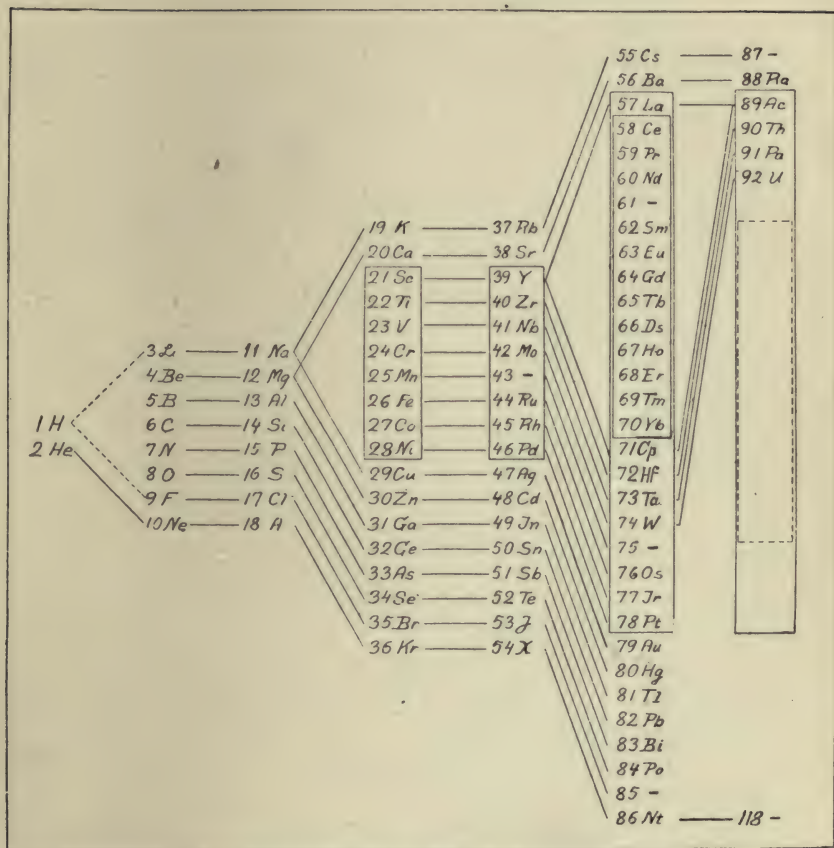 1 H
2 He
3 Li
4 Be
5 B
6 C
7 N
8 O
9 F
10 Ne
11 Na
12 Mg
13 Al
14 Si
15 P
16 S
17 Cl
18 A
19 K
20 Ca
21 Sc
22 Ti
23 V
24 Cr
25 Mn
26 Fe
27 Co
28 Ni
29 Cu
30 Zn
31 Ga
32 Ge
33 As
34 Se
35 Br
36 Kr
37 Rb
38 Sr
39 Y
40 Zr
41 Nb
42 Mo
43 -
44 Ru
45 Rh
46 Pd
47 Ag
48 Cd
49 Jn
50 Sn
51 Sb
52 Te
53 J
54 X
55 Cs
56 Ba
57 La
58 Ce
59 Pr
60 Nd
61 -
62 Sm
63 Eu
64 Gd
65 Tb
66 Ds
67 Ho
68 Er
69 Tm
70 Yb
71 Cp
72 Hf
73 Ta
74 W
75 -
76 Os
77 Jr
78 Pt
79 Au
80 Hg
81 Tl
82 Pb
83 Bi
84 Po
85 -
86 Nt
87 -
88 Ra
89 Ac
90 Th
91 Pa
92 U
118 -